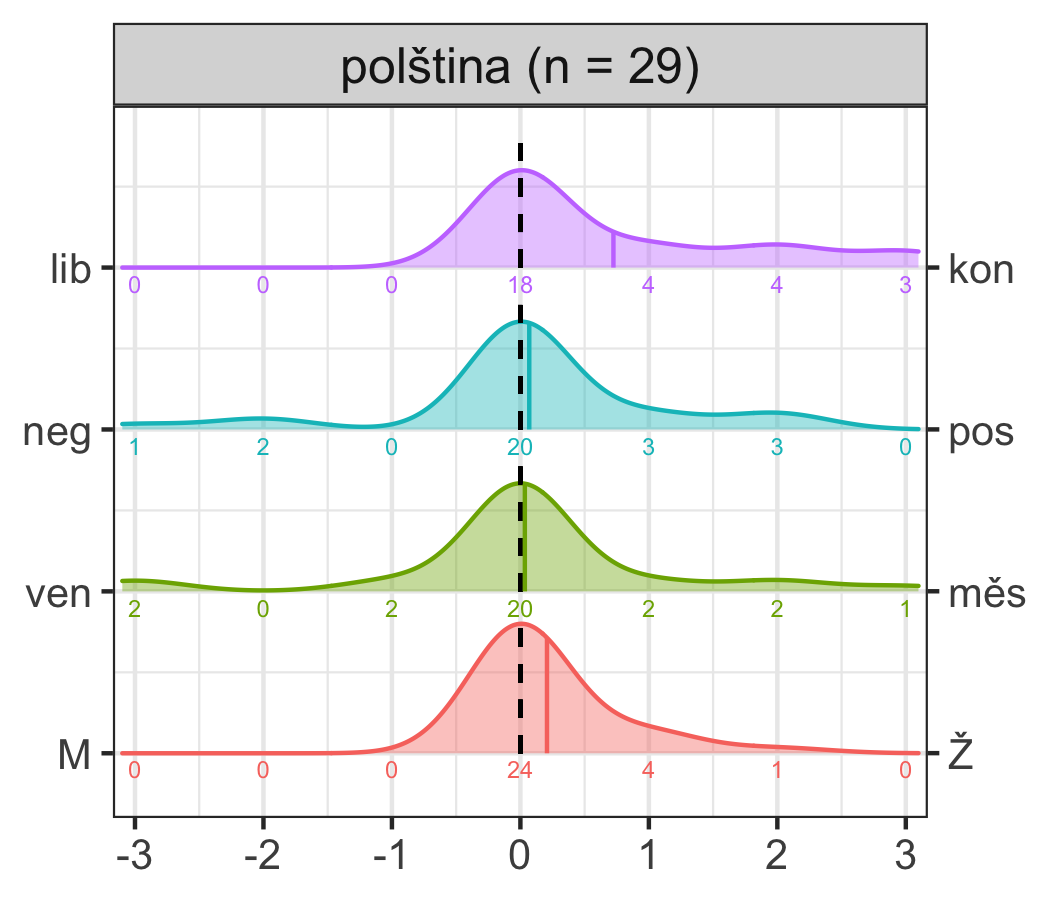 polština (n = 29)
lib kon
0 0 0 18 4 4 3
neg pos
1 2 0 20 3 3 0
ven měs
2 0 2 20 2 2 1
M Ž
0 0 0 24 4 1 0
-3 -2 -1 0 1 2 3